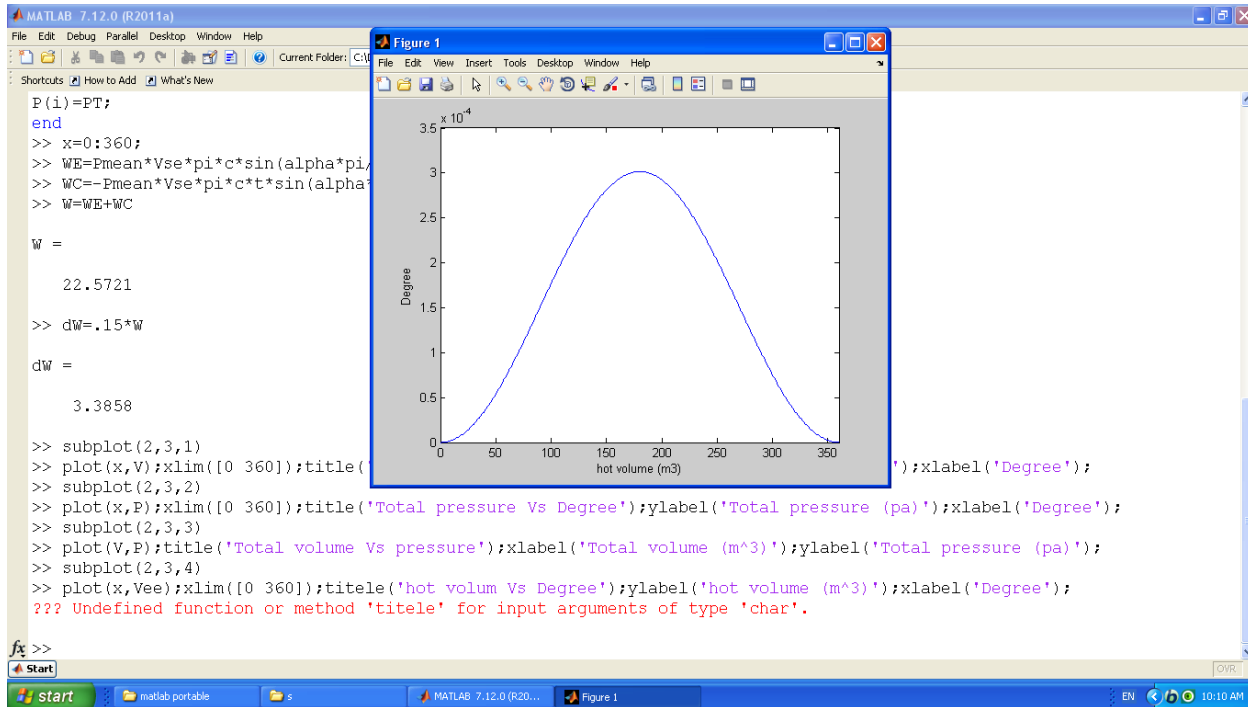 MATLAB 7.12.0 (R2011a)
File Edit Debug Parallel Desktop Window Help
Current Folder: C:\
Shortcuts How to Add What's New
P(i)=PT;
end
>> x=0:360;
>> WE=Pmean*Vse*pi*c*sin(alpha*pi/
>> WC=-Pmean*Vse*pi*c*t*sin(alpha*
>> W=WE+WC
W =
22.5721
>> dW=.15*W
dW =
3.3858
>> subplot(2,3,1)
>> plot(x,V);xlim([0 360]);title(' ');xlabel('Degree');
>> subplot(2,3,2)
>> plot(x,P);xlim([0 360]);title('Total pressure Vs Degree');ylabel('Total pressure (pa)');xlabel('Degree');
>> subplot(2,3,3)
>> plot(V,P);title('Total volume Vs pressure');xlabel('Total volume (m^3)');ylabel('Total pressure (pa)');
>> subplot(2,3,4)
>> plot(x,Vee);xlim([0 360]);titele('hot volum Vs Degree');ylabel('hot volume (m^3)');xlabel('Degree');
??? Undefined function or method 'titele' for input arguments of type 'char'.
fx >>
Figure 1
File Edit View Insert Tools Desktop Window Help
x 10^-4
3.5
3
2.5
2
1.5
1
0.5
0
Degree
0 50 100 150 200 250 300 350
hot volume (m3)
Start
OVR
start matlab portable s MATLAB 7.12.0 (R20... Figure 1 EN 10:10 AM